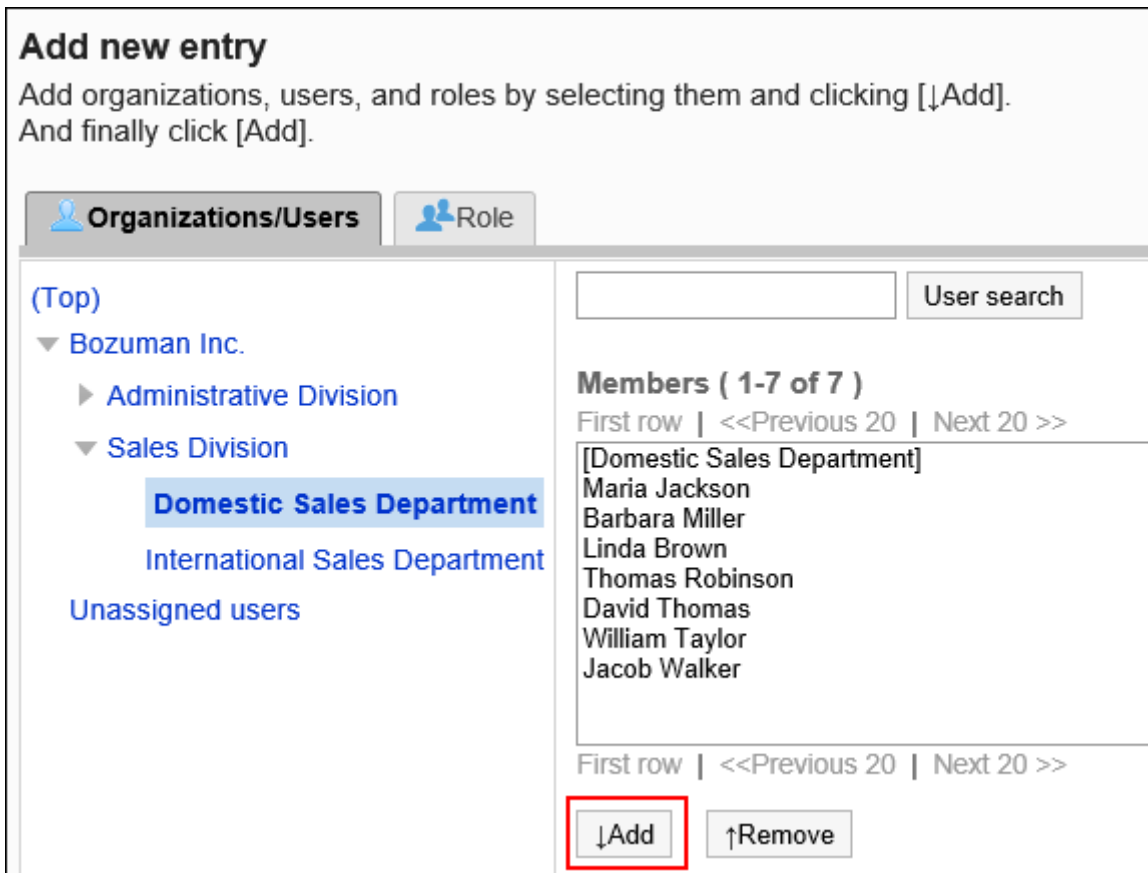 Add new entry
Add organizations, users, and roles by selecting them and clicking [↓Add].
And finally click [Add].
Organizations/Users
Role
(Top)
Bozuman Inc.
Administrative Division
Sales Division
Domestic Sales Department
International Sales Department
Unassigned users
User search
Members ( 1-7 of 7 )
First row | <<Previous 20 | Next 20 >>
[Domestic Sales Department]
Maria Jackson
Barbara Miller
Linda Brown
Thomas Robinson
David Thomas
William Taylor
Jacob Walker
First row | <<Previous 20 | Next 20 >>
↓Add
↑Remove